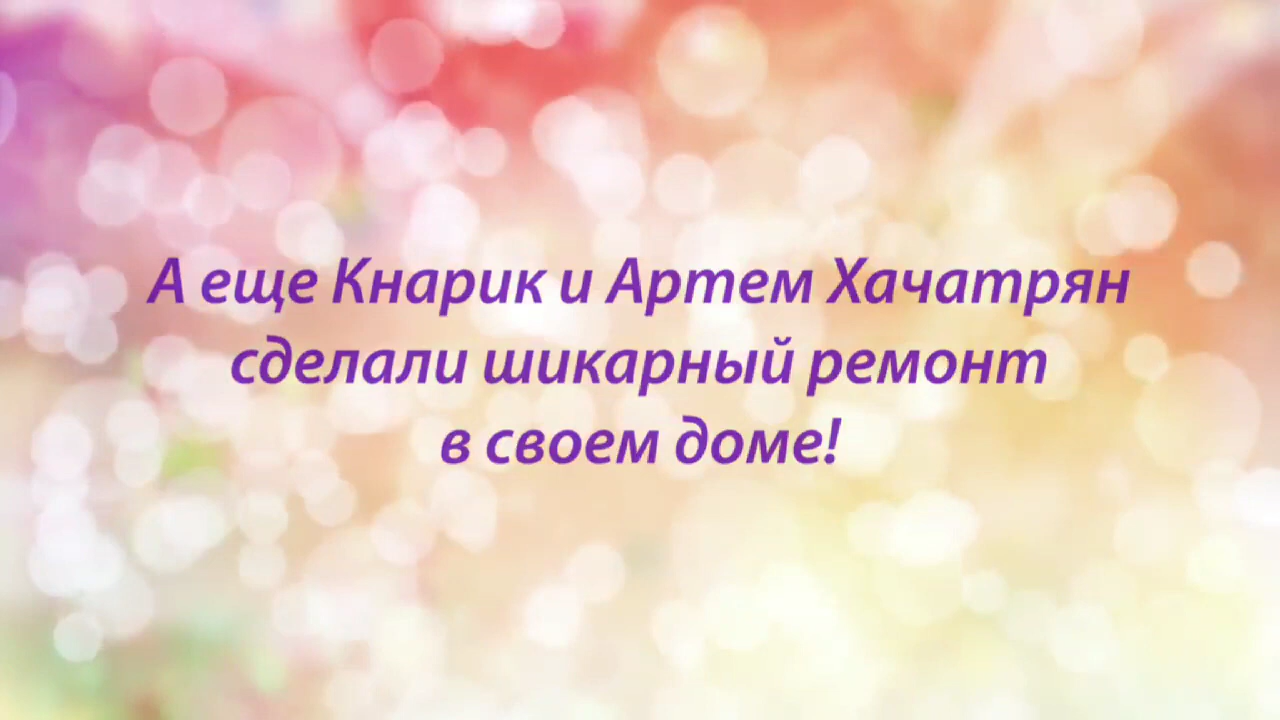 А еще Кнарик и Артем Хачатрян
сделали шикарный ремонт
в своем доме!